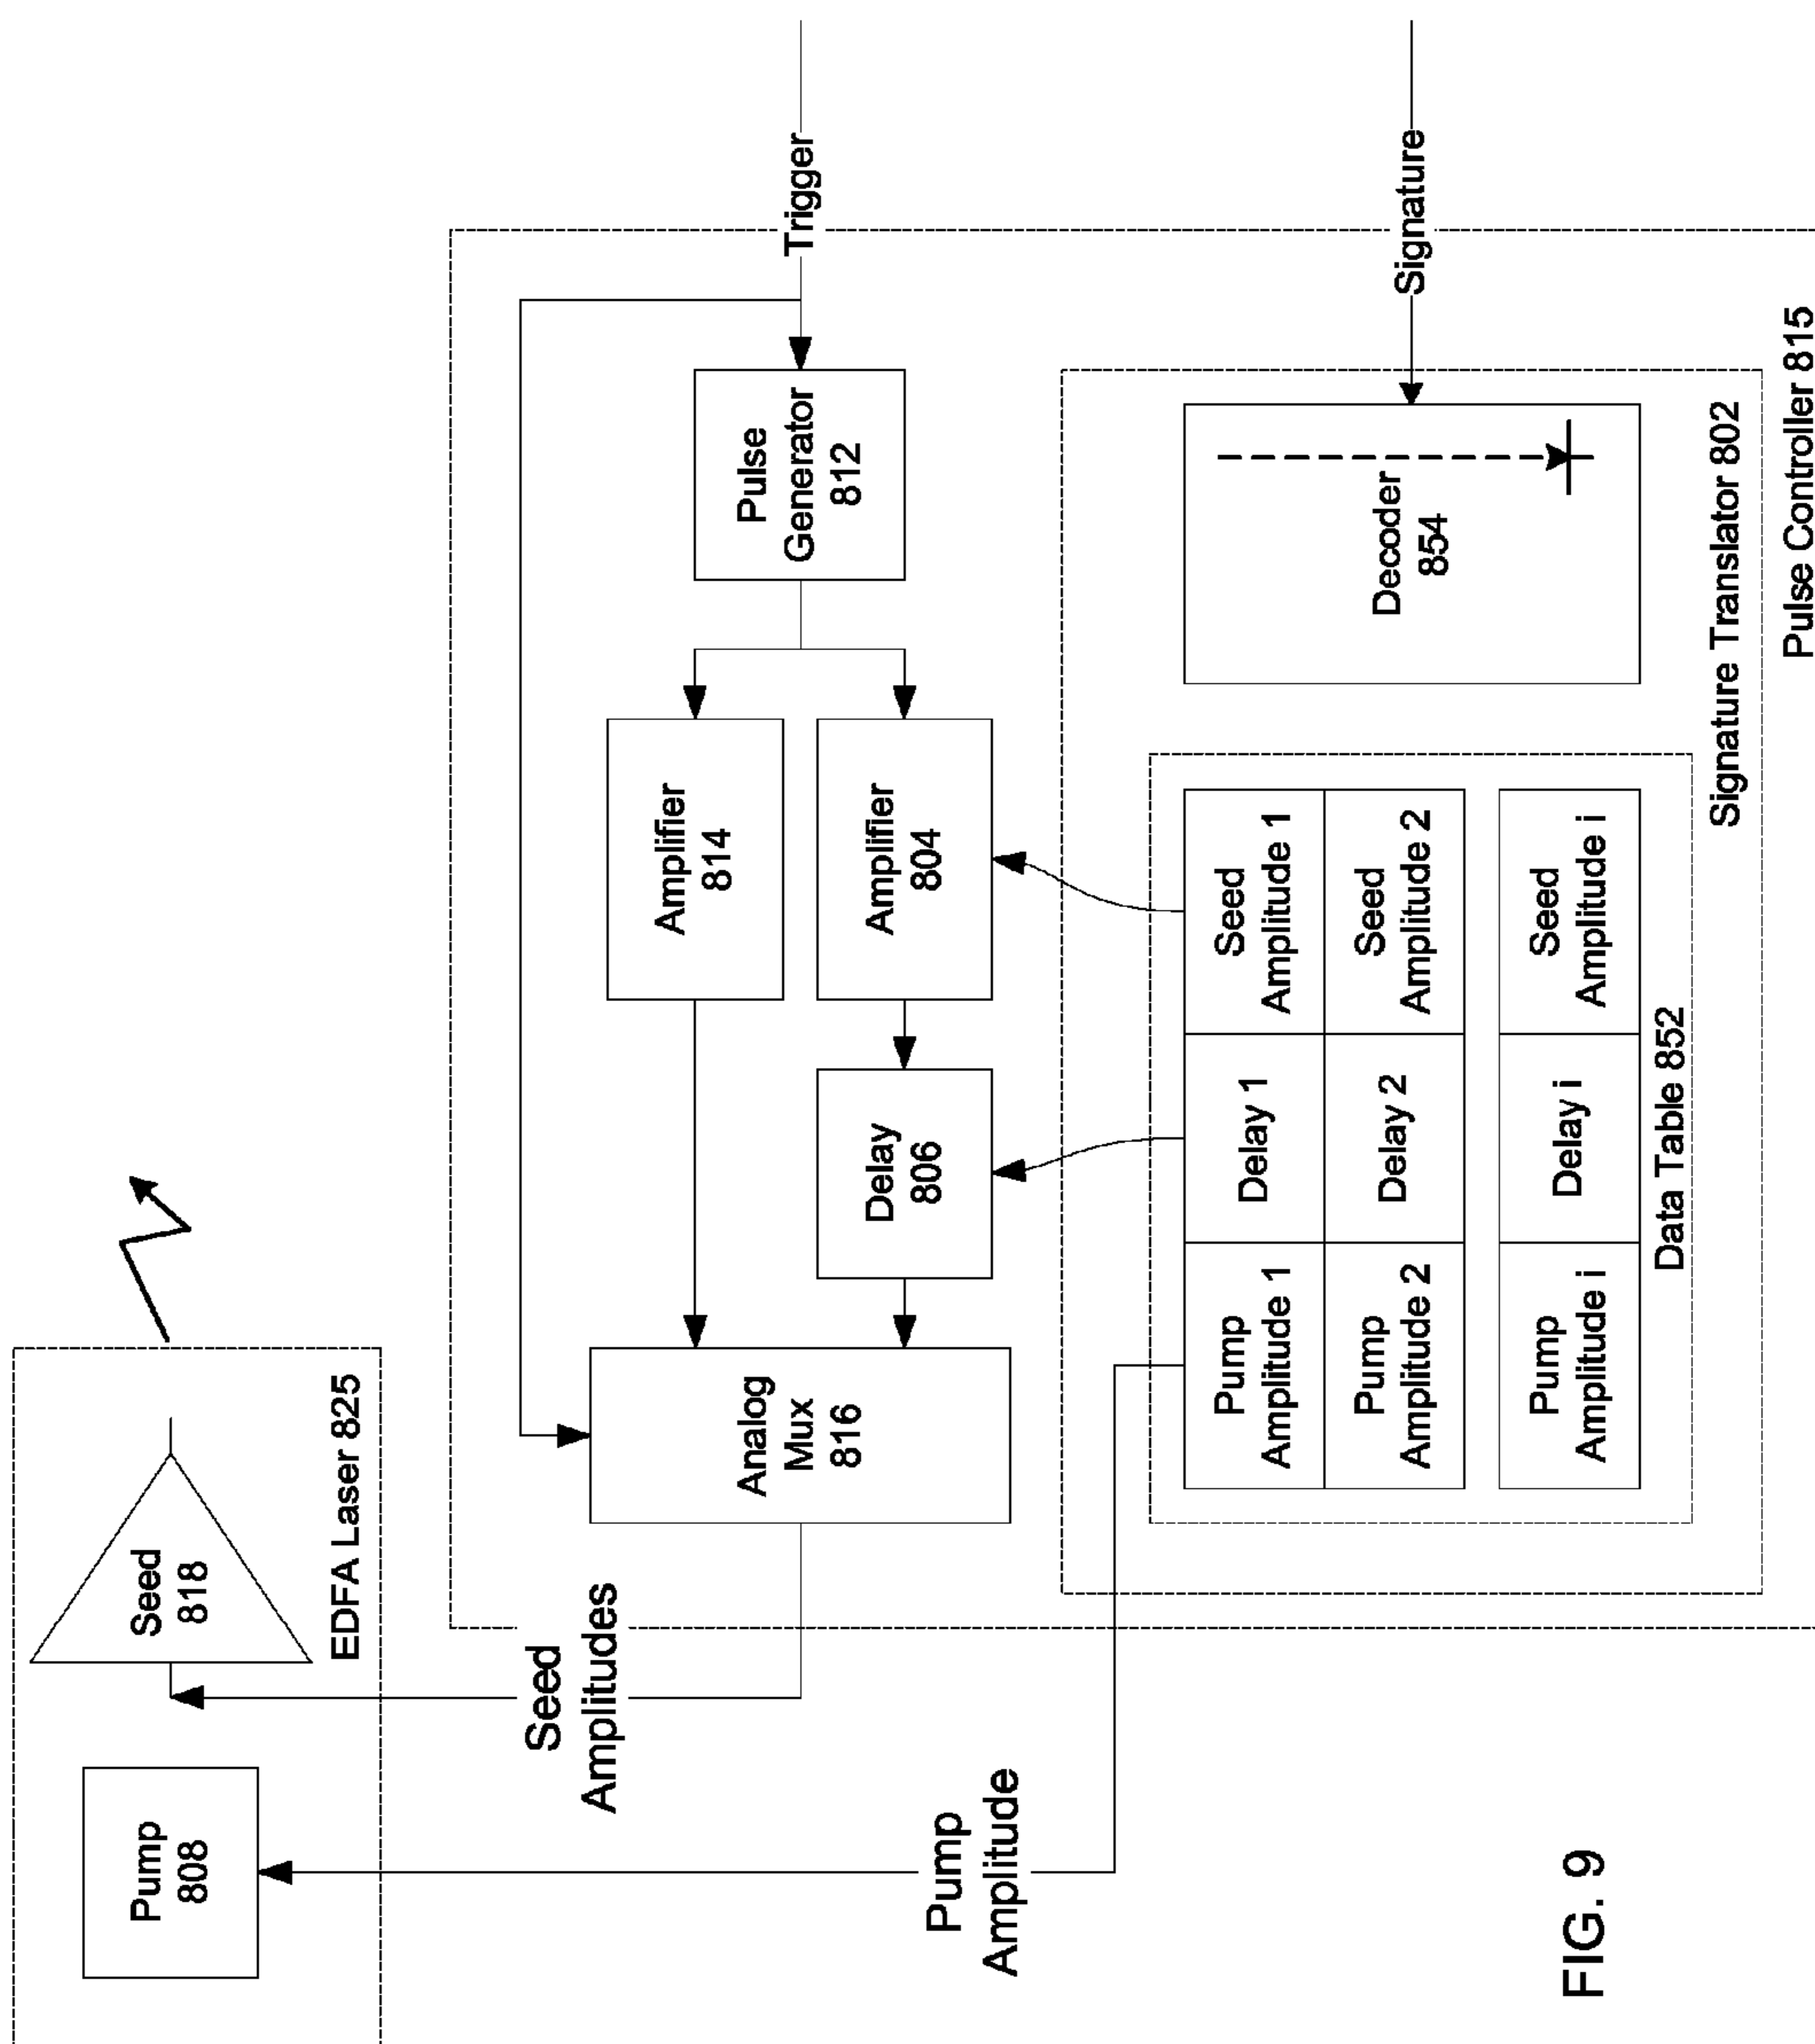 Pump
808
Seed
818
EDFA Laser 825
Seed
Amplitudes
Pump
Amplitude
Trigger
Signature
Pulse
Generator
812
Amplifier
814
Amplifier
804
Delay
806
Analog
Mux
816
Pump
Amplitude 1
Delay 1
Seed
Amplitude 1
Pump
Amplitude 2
Delay 2
Seed
Amplitude 2
Pump
Amplitude i
Delay i
Seed
Amplitude i
Data Table 852
Decoder
854
Signature Translator 802
Pulse Controller 815
FIG. 9